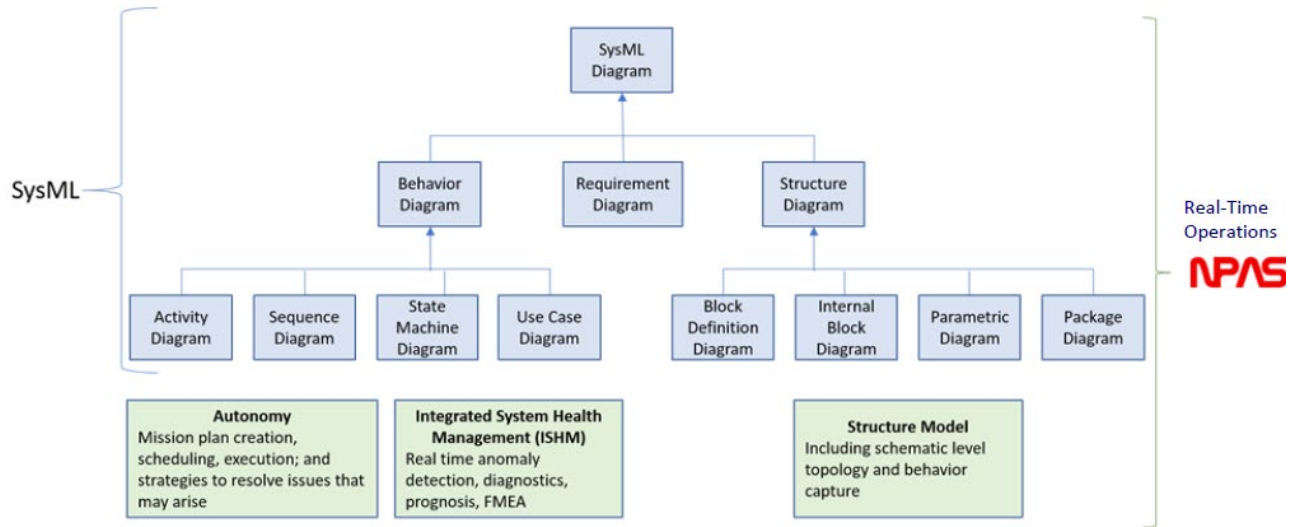 SysML
Diagram
Behavior
Diagram
Requirement
Diagram
Structure
Diagram
SysML
Real-Time
Operations
NPAS
Activity
Diagram
Sequence
Diagram
State
Machine
Diagram
Use Case
Diagram
Block
Definition
Diagram
Internal
Block
Diagram
Parametric
Diagram
Package
Diagram
Autonomy
Mission plan creation,
scheduling, execution; and
strategies to resolve issues that
may arise
Integrated System Health
Management (ISHM)
Real time anomaly
detection, diagnostics,
prognosis, FMEA
Structure Model
Including schematic level
topology and behavior
capture